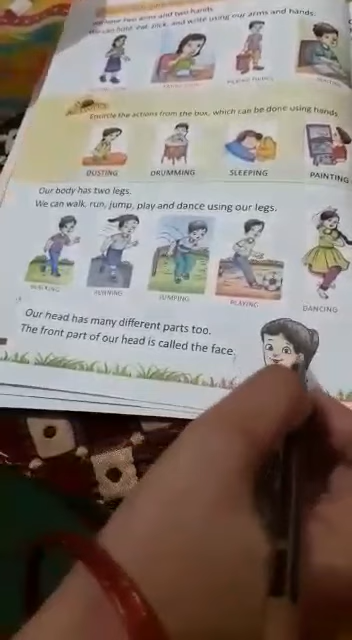 have two arms and two hands.
We can hold, eat, pick, and write using our arms and hands.
Encircle the actions from the box, which can be done using hands
DUSTING DRUMMING SLEEPING PAINTING
Our body has two legs.
We can walk, run, jump, play and dance using our legs.
WALKING RUNNING JUMPING PLAYING DANCING
Our head has many different parts too.
The front part of our head is called the face.